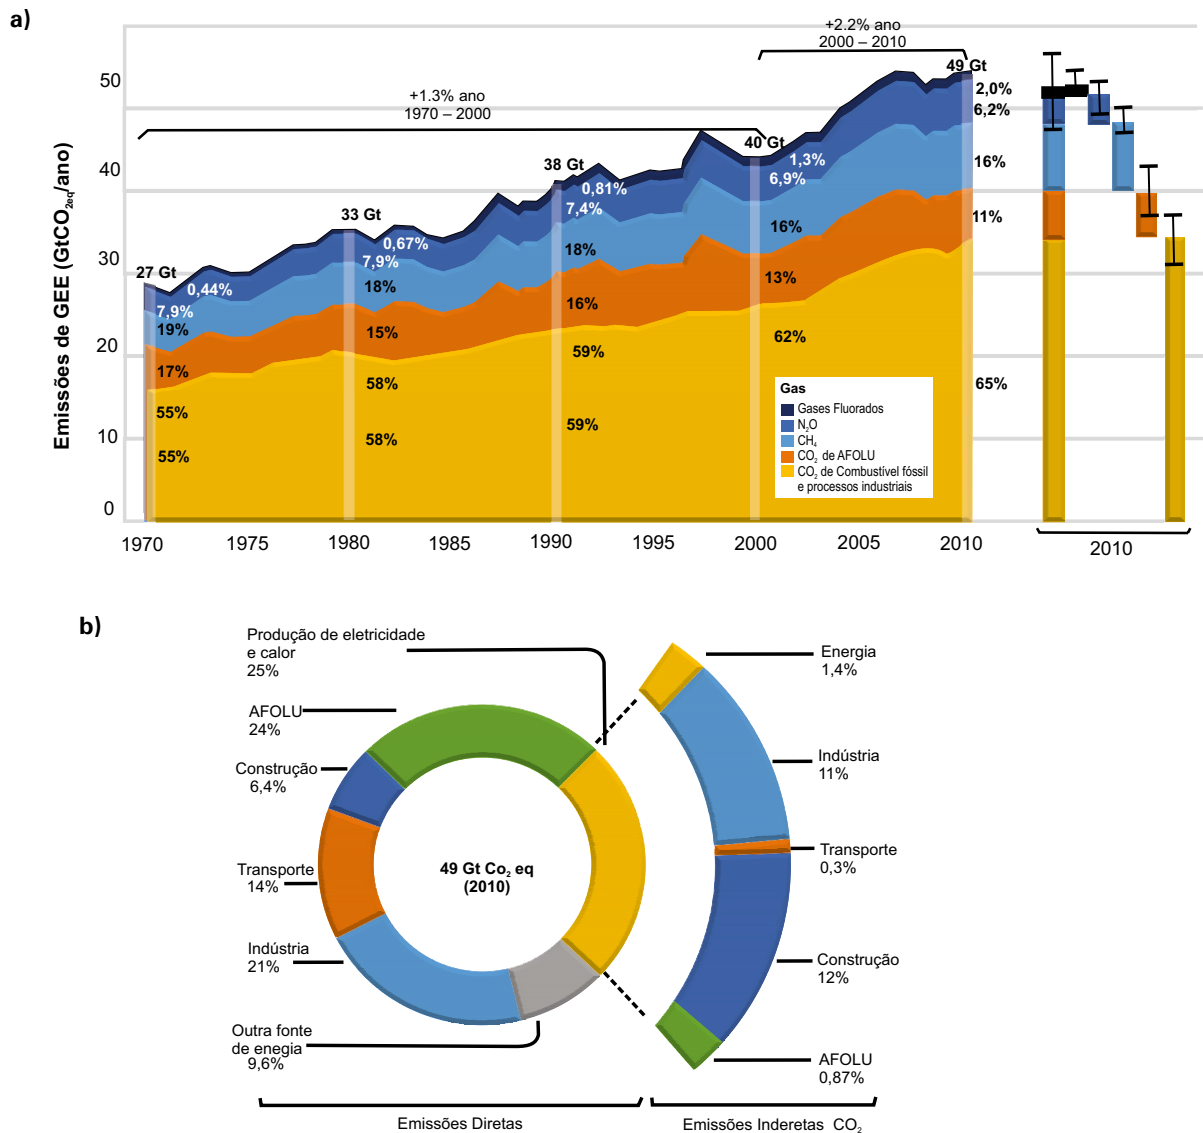 a)
Emissões de GEE (GtCO2eq/ano)
50
40
30
20
10
0
+1.3% ano
1970 – 2000
+2.2% ano
2000 – 2010
27 Gt
33 Gt
38 Gt
40 Gt
49 Gt
0,44%
7,9%
19%
17%
55%
55%
0,67%
7,9%
18%
15%
58%
58%
0,81%
7,4%
18%
16%
59%
59%
1,3%
6,9%
16%
13%
62%
2,0%
6,2%
16%
11%
65%
Gas
Gases Fluorados
N2O
CH4
CO2 de AFOLU
CO2 de Combustível fóssil
e processos industriais
1970
1975
1980
1985
1990
1995
2000
2005
2010
2010
b)
Produção de eletricidade
e calor
25%
AFOLU
24%
Construção
6,4%
Transporte
14%
Indústria
21%
Outra fonte
de enegia
9,6%
49 Gt Co2 eq
(2010)
Energia
1,4%
Indústria
11%
Transporte
0,3%
Construção
12%
AFOLU
0,87%
Emissões Diretas
Emissões Inderetas CO2